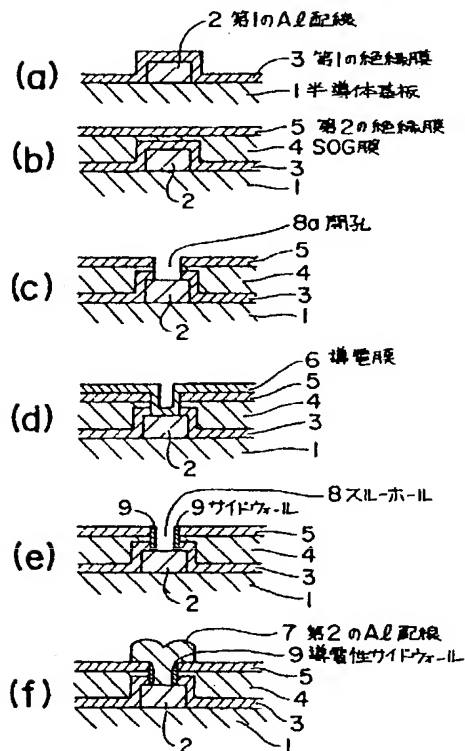 2 第1のAl配線
(a)
3 第1の絶縁膜
1 半導体基板
5 第2の絶縁膜
(b)
4 SOG膜
3
1
2
8a 開孔
(c)
5
4
3
1
2
6 導電膜
5
(d)
4
3
1
2
8 スルーホール
9
9 サイドウォール
(e)
5
4
3
1
2
7 第2のAl配線
9 導電性サイドウォール
5
(f)
4
3
1
2